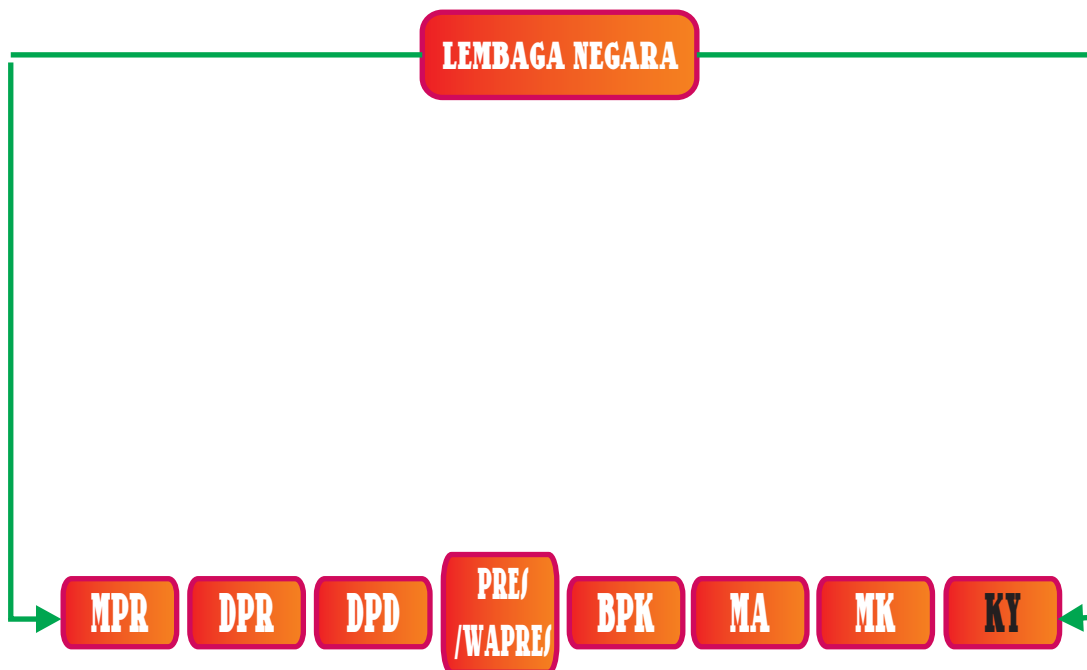 LEMBAGA NEGARA
MPR
DPR
DPD
PRES
/WAPRES
BPK
MA
MK
KY